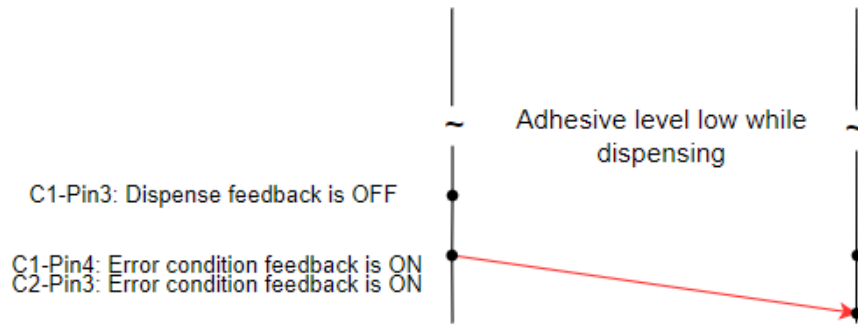 ~
~
Adhesive level low while
dispensing
C1-Pin3: Dispense feedback is OFF
C1-Pin4: Error condition feedback is ON
C2-Pin3: Error condition feedback is ON